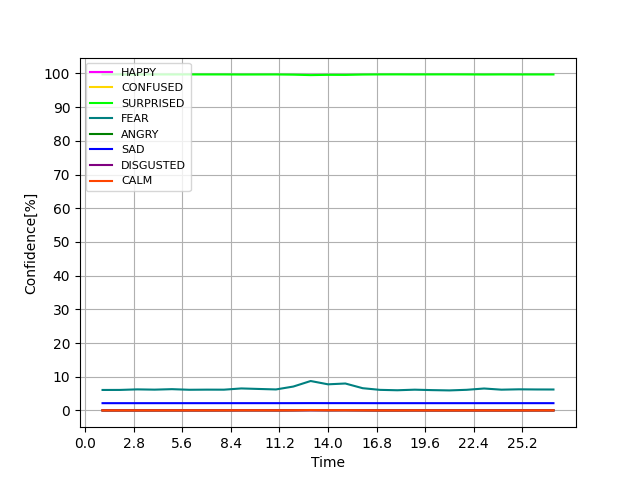 100
90
80
70
60
50
40
30
20
10
0
Confidence[%]
HAPPY
CONFUSED
SURPRISED
FEAR
ANGRY
SAD
DISGUSTED
CALM
0.0 2.8 5.6 8.4 11.2 14.0 16.8 19.6 22.4 25.2
Time